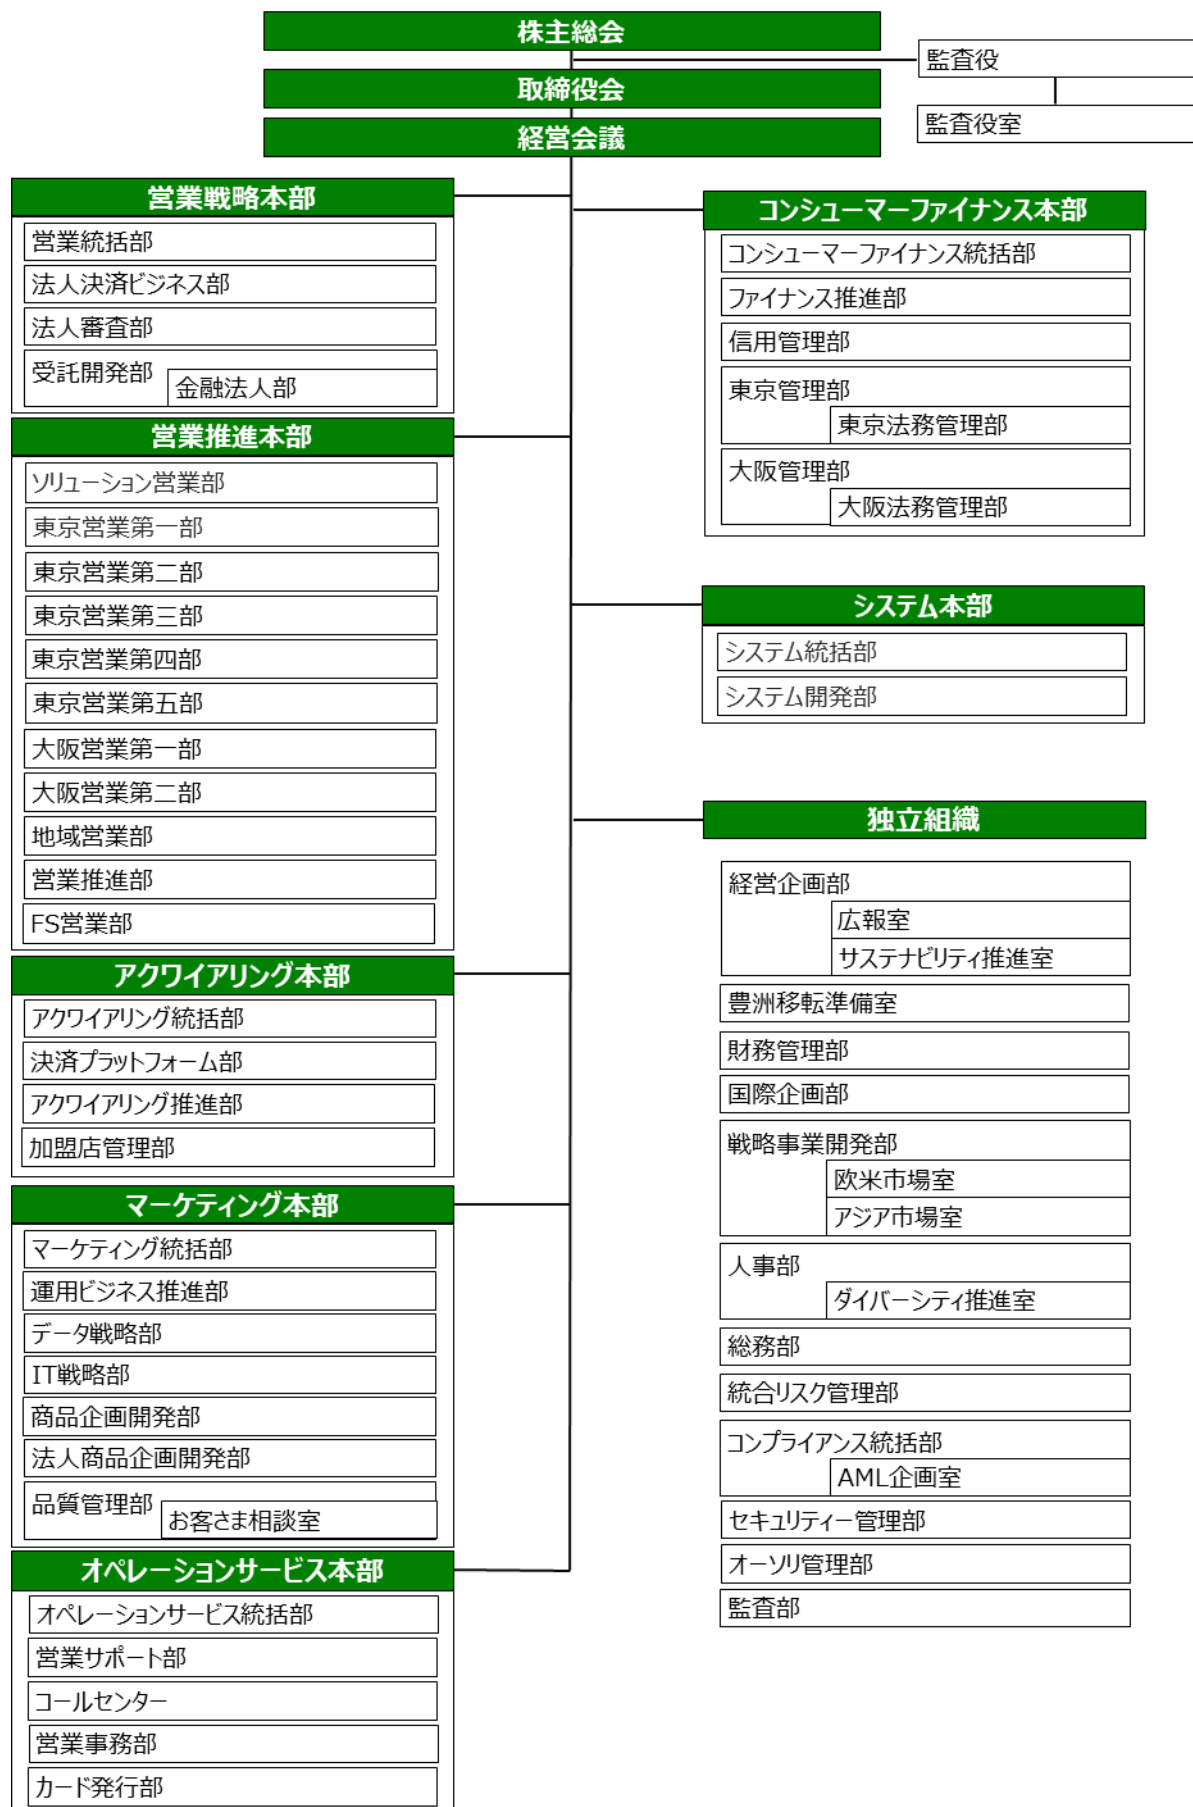 株主総会
監査役
取締役会
監査役室
経営会議
営業戦略本部
営業統括部
法人決済ビジネス部
法人審査部
受託開発部
金融法人部
営業推進本部
ソリューション営業部
東京営業第一部
東京営業第二部
東京営業第三部
東京営業第四部
東京営業第五部
大阪営業第一部
大阪営業第二部
地域営業部
営業推進部
FS営業部
アクワイアリング本部
アクワイアリング統括部
決済プラットフォーム部
アクワイアリング推進部
加盟店管理部
マーケティング本部
マーケティング統括部
運用ビジネス推進部
データ戦略部
IT戦略部
商品企画開発部
法人商品企画開発部
品質管理部
お客さま相談室
オペレーションサービス本部
オペレーションサービス統括部
営業サポート部
コールセンター
営業事務部
カード発行部
コンシューマーファイナンス本部
コンシューマーファイナンス統括部
ファイナンス推進部
信用管理部
東京管理部
東京法務管理部
大阪管理部
大阪法務管理部
システム本部
システム統括部
システム開発部
独立組織
経営企画部
広報室
サステナビリティ推進室
豊洲移転準備室
財務管理部
国際企画部
戦略事業開発部
欧米市場室
アジア市場室
人事部
ダイバーシティ推進室
総務部
統合リスク管理部
コンプライアンス統括部
AML企画室
セキュリティー管理部
オーソリ管理部
監査部